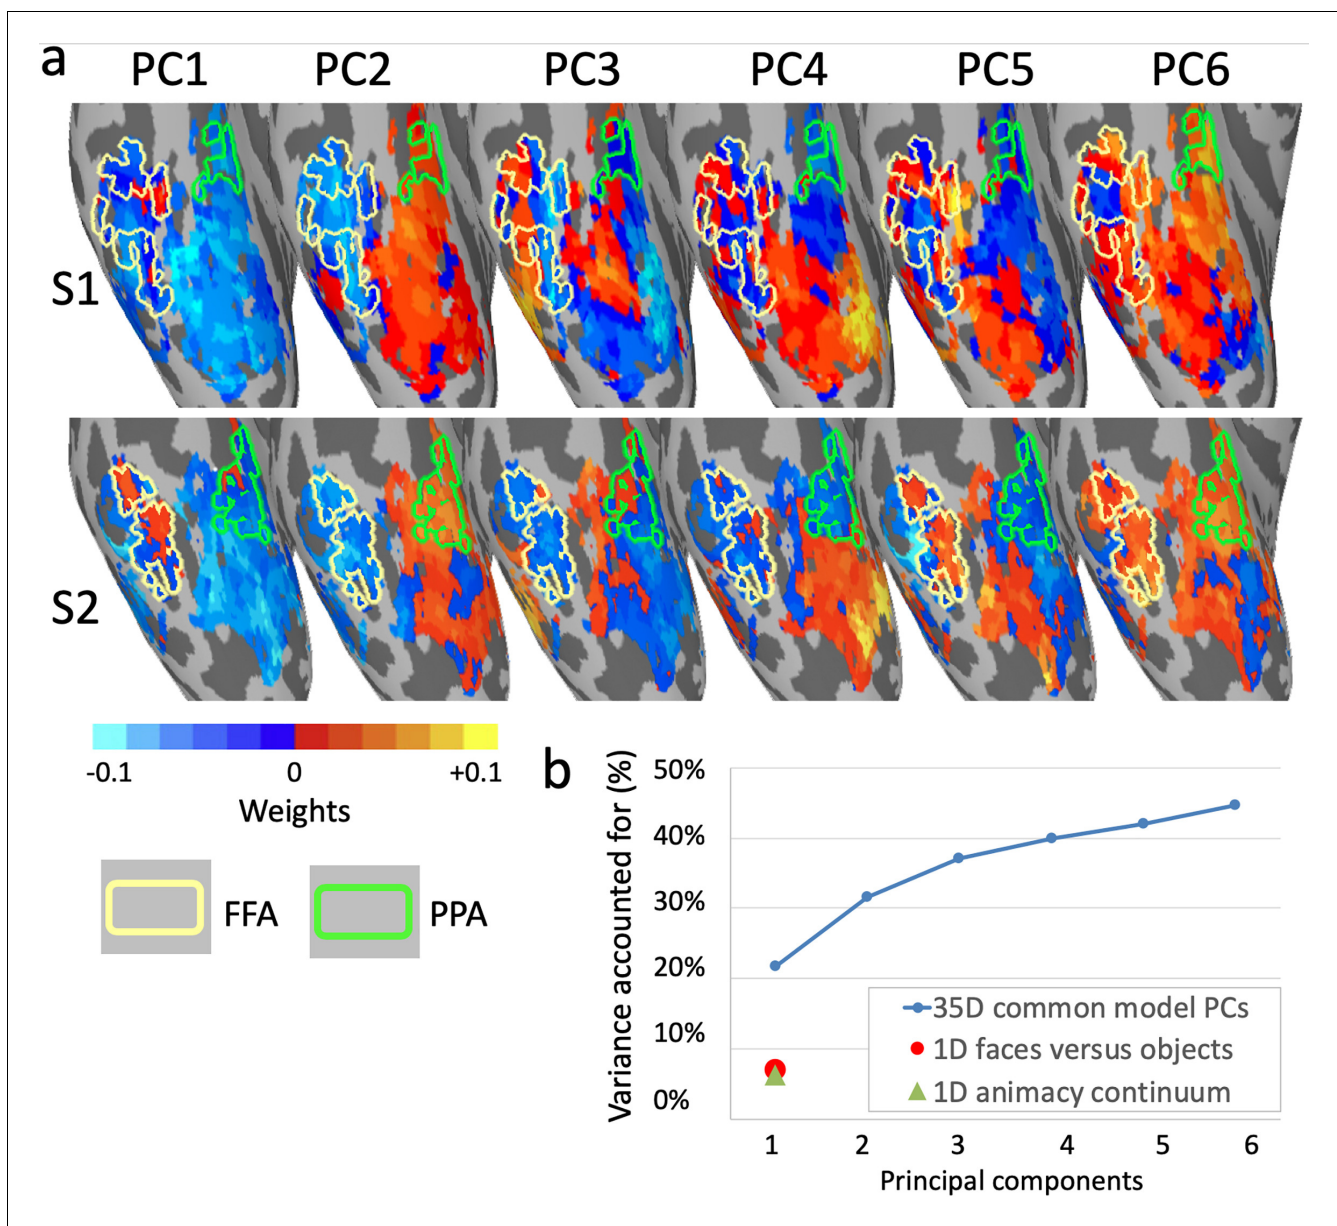 a
PC1 PC2 PC3 PC4 PC5 PC6
S1
S2
-0.1 0 +0.1
Weights
FFA PPA
b
Variance accounted for (%)
50%
40%
30%
20%
10%
0%
35D common model PCs
1D faces versus objects
1D animacy continuum
1 2 3 4 5 6
Principal components